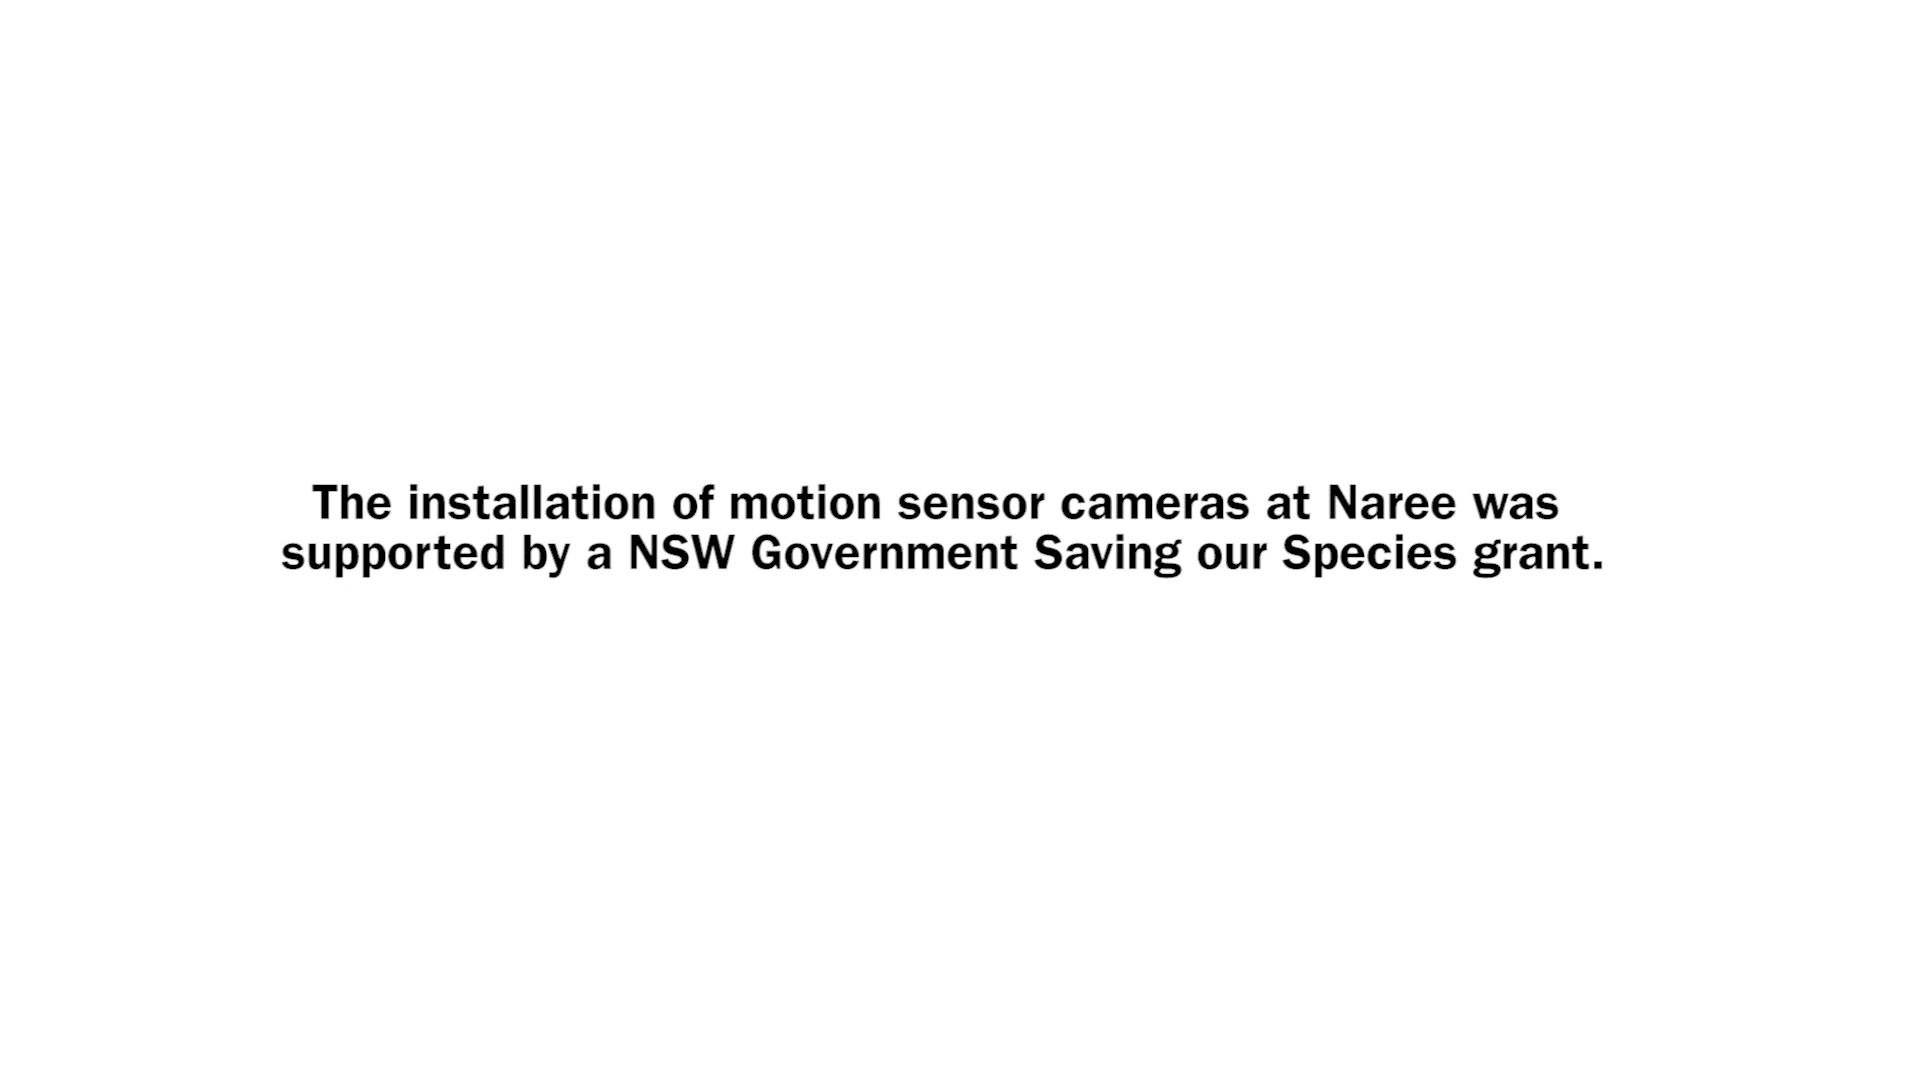 The installation of motion sensor cameras at Naree was
supported by a NSW Government Saving our Species grant.